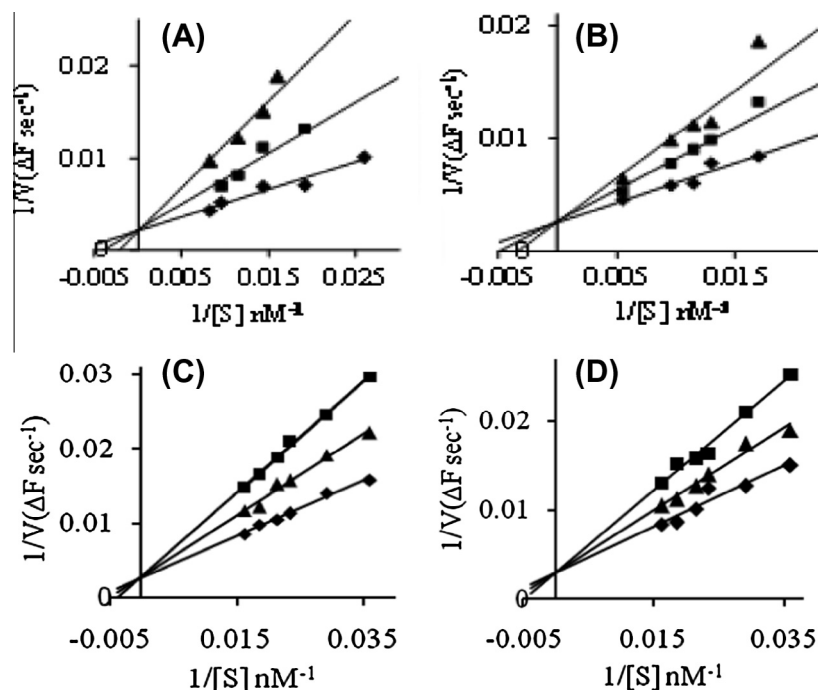 (A)
0.02
0.01
0
-0.005 0.005 0.015 0.025
1/[S] nM⁻¹
1/V(ΔF sec⁻¹)
(B)
0.02
0.01
0
-0.005 0.005 0.015
1/[S] nM⁻¹
1/V(ΔF sec⁻¹)
(C)
0.03
0.02
0.01
0
-0.005 0.015 0.035
1/[S] nM⁻¹
1/V(ΔF sec⁻¹)
(D)
0.02
0.01
0
-0.005 0.015 0.035
1/[S] nM⁻¹
1/V(ΔF sec⁻¹)